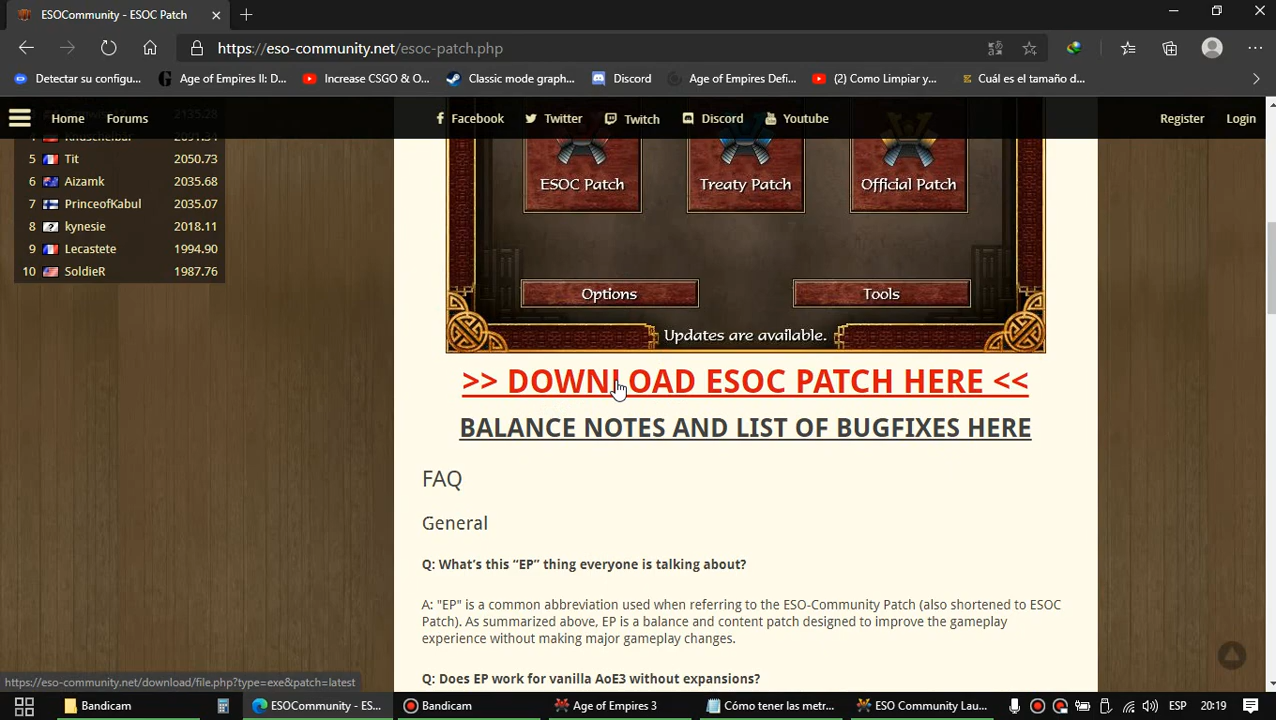 ESOCommunity - ESOC Patch
https://eso-community.net/esoc-patch.php
Detectar su configu...
Age of Empires II: D...
Increase CSGO & O...
Classic mode graph...
Discord
Age of Empires Defi...
(2) Como Limpiar y...
Cuál es el tamaño d...
Home
Forums
Facebook
Twitter
Twitch
Discord
Youtube
Register
Login
2135.28
5 Tit 2050.73
6 Aizamk 2035.68
7 PrinceofKabul 2035.07
8 kynesie 2018.11
9 Lecastete 1994.90
10 SoldieR 1987.76
ESOC Patch
Treaty Patch
Official Patch
Options
Tools
Updates are available.
>> DOWNLOAD ESOC PATCH HERE <<
BALANCE NOTES AND LIST OF BUGFIXES HERE
FAQ
General
Q: What's this “EP” thing everyone is talking about?
A: "EP" is a common abbreviation used when referring to the ESO-Community Patch (also shortened to ESOC
Patch). As summarized above, EP is a balance and content patch designed to improve the gameplay
experience without making major gameplay changes.
Q: Does EP work for vanilla AoE3 without expansions?
https://eso-community.net/download/file.php?type=exe&patch=latest
Bandicam
ESOCommunity - ES...
Bandicam
Age of Empires 3
Cómo tener las metr...
ESO Community Lau...
ESP
20:19